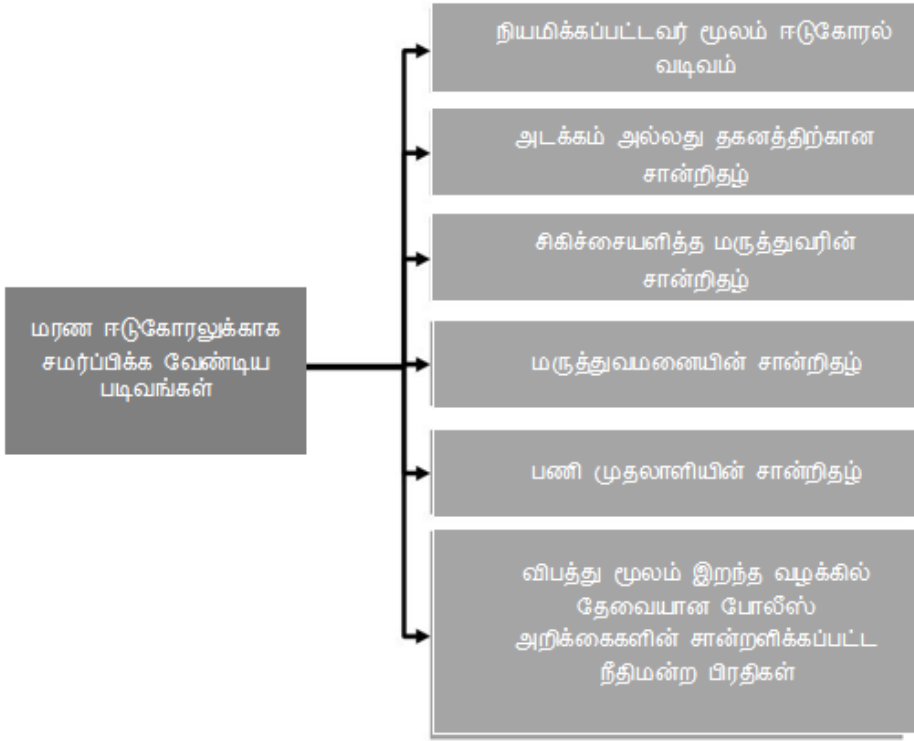 நியமிக்கப்பட்டவர் மூலம் ஈடுகோரல்
வடிவம்
அடக்கம் அல்லது தகனத்திற்கான
சான்றிதழ்
சிகிச்சையளித்த மருத்துவரின்
சான்றிதழ்
மரண ஈடுகோரலுக்காக
சமர்ப்பிக்க வேண்டிய
படிவங்கள்
மருத்துவமனையின் சான்றிதழ்
பணி முதலாளியின் சான்றிதழ்
விபத்து மூலம் இறந்த வழக்கில்
தேவையான போலீஸ்
அறிக்கைகளின் சான்றளிக்கப்பட்ட
நீதிமன்ற பிரதிகள்